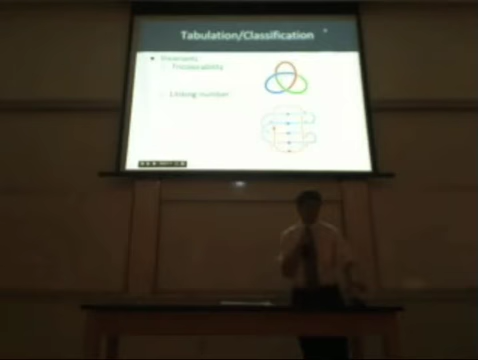 Tabulation/Classification
Invariants
Tricolorability
Linking number